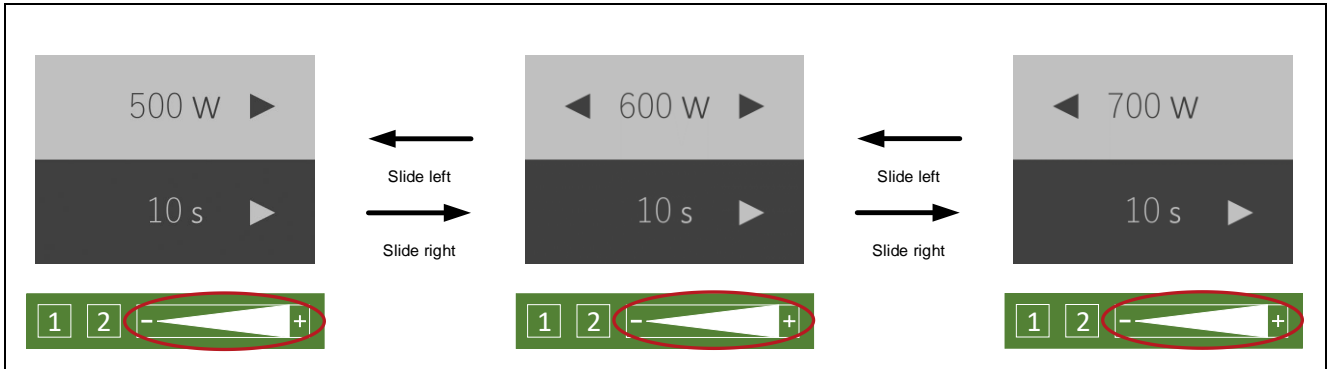 500 W
10 s
1 2 - +
Slide left
Slide right
600 W
10 s
1 2 - +
Slide left
Slide right
700 W
10 s
1 2 - +